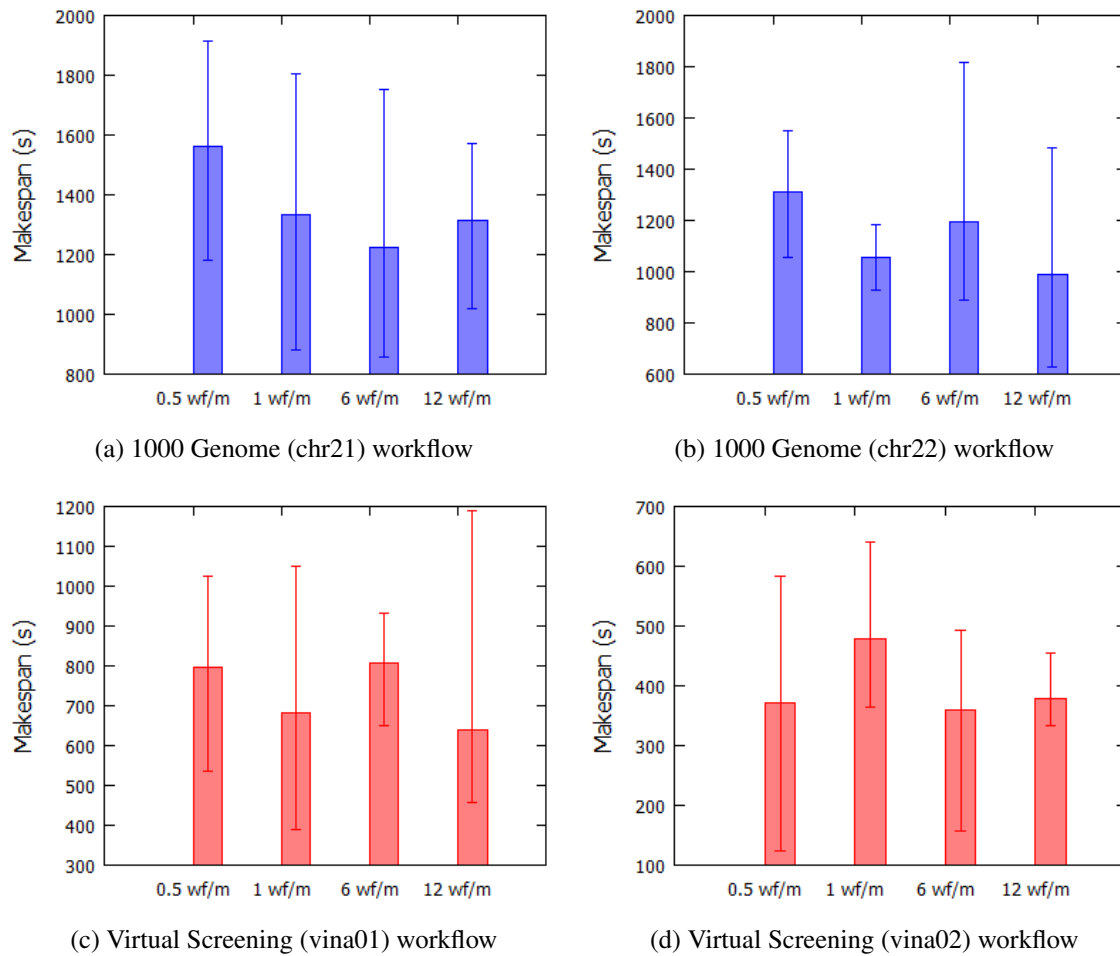 2000
1800
1600
1400
1200
1000
800
Makespan (s)
0.5 wf/m 1 wf/m 6 wf/m 12 wf/m
(a) 1000 Genome (chr21) workflow
2000
1800
1600
1400
1200
1000
800
600
Makespan (s)
0.5 wf/m 1 wf/m 6 wf/m 12 wf/m
(b) 1000 Genome (chr22) workflow
1200
1100
1000
900
800
700
600
500
400
300
Makespan (s)
0.5 wf/m 1 wf/m 6 wf/m 12 wf/m
(c) Virtual Screening (vina01) workflow
700
600
500
400
300
200
100
Makespan (s)
0.5 wf/m 1 wf/m 6 wf/m 12 wf/m
(d) Virtual Screening (vina02) workflow